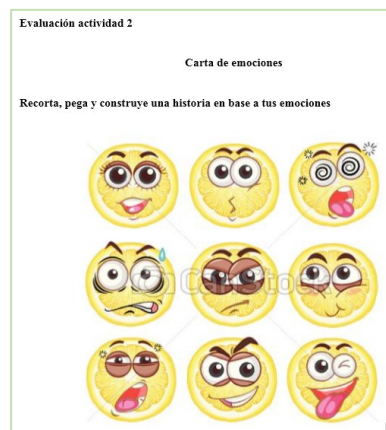 Evaluación actividad 2
Carta de emociones
Recorta, pega y construye una historia en base a tus emociones